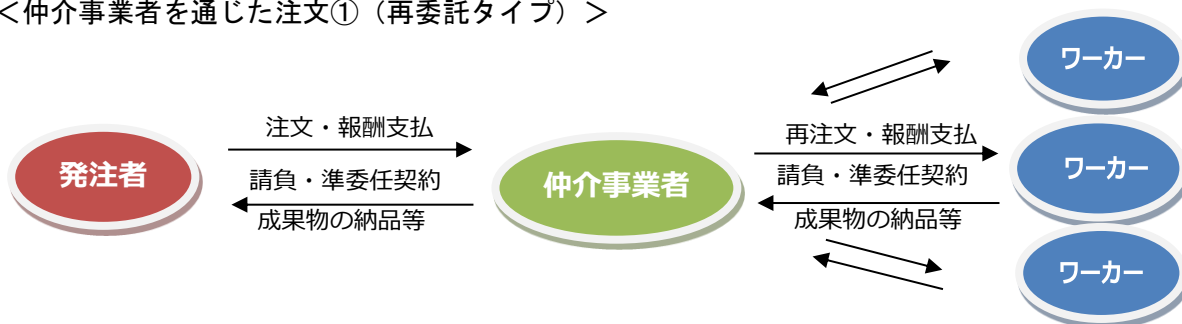 ＜仲介事業者を通じた注文①（再委託タイプ）＞
ワーカー
注文・報酬支払
再注文・報酬支払
発注者
請負・準委任契約
仲介事業者
請負・準委任契約
ワーカー
成果物の納品等
成果物の納品等
ワーカー